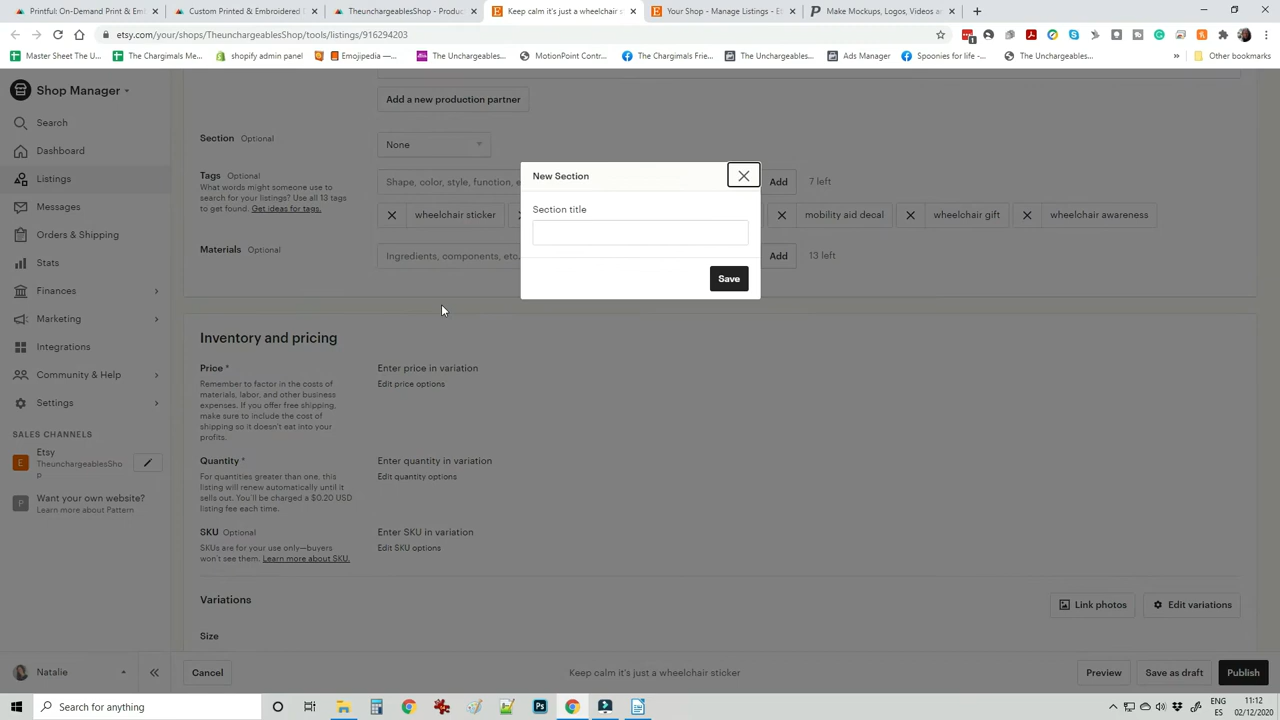 Printful: On-Demand Print & Em
Custom Printed & Embroidered
TheunchargeablesShop - Produc
Keep calm it's just a wheelchair s
Your Shop - Manage Listings - E
Make Mockups, Logos, Videos a
etsy.com/your/shops/TheunchargeablesShop/tools/listings/916294203
Master Sheet The U...
The Chargimals Me...
shopify admin panel
Emojipedia —...
The Unchargeables...
MotionPoint Contr...
The Chargimals Frie...
The Unchargeables...
Ads Manager
Spoonies for life -...
The Unchargeables...
Other bookmarks
Shop Manager
Search
Dashboard
Listings
Messages
Orders & Shipping
Stats
Finances
Marketing
Integrations
Community & Help
Settings
SALES CHANNELS
Etsy
TheunchargeablesSho
p
Want your own website?
Learn more about Pattern
Natalie
Add a new production partner
Section Optional
None
Tags Optional
What words might someone use to
search for your listings? Use all 13 tags
to get found. Get ideas for tags.
Shape, color, style, function, e
Add
7 left
wheelchair sticker
mobility aid decal
wheelchair gift
wheelchair awareness
Materials Optional
Ingredients, components, etc.
Add
13 left
New Section
Section title
Save
Inventory and pricing
Price *
Remember to factor in the costs of
materials, labor, and other business
expenses. If you offer free shipping,
make sure to include the cost of
shipping so it doesn't eat into your
profits.
Enter price in variation
Edit price options
Quantity *
For quantities greater than one, this
listing will renew automatically until it
sells out. You'll be charged a $0.20 USD
listing fee each time.
Enter quantity in variation
Edit quantity options
SKU Optional
SKUs are for your use only—buyers
won't see them. Learn more about SKU.
Enter SKU in variation
Edit SKU options
Variations
Link photos
Edit variations
Size
Cancel
Keep calm it's just a wheelchair sticker
Preview
Save as draft
Publish
Search for anything
ENG
ES
11:12
02/12/2020